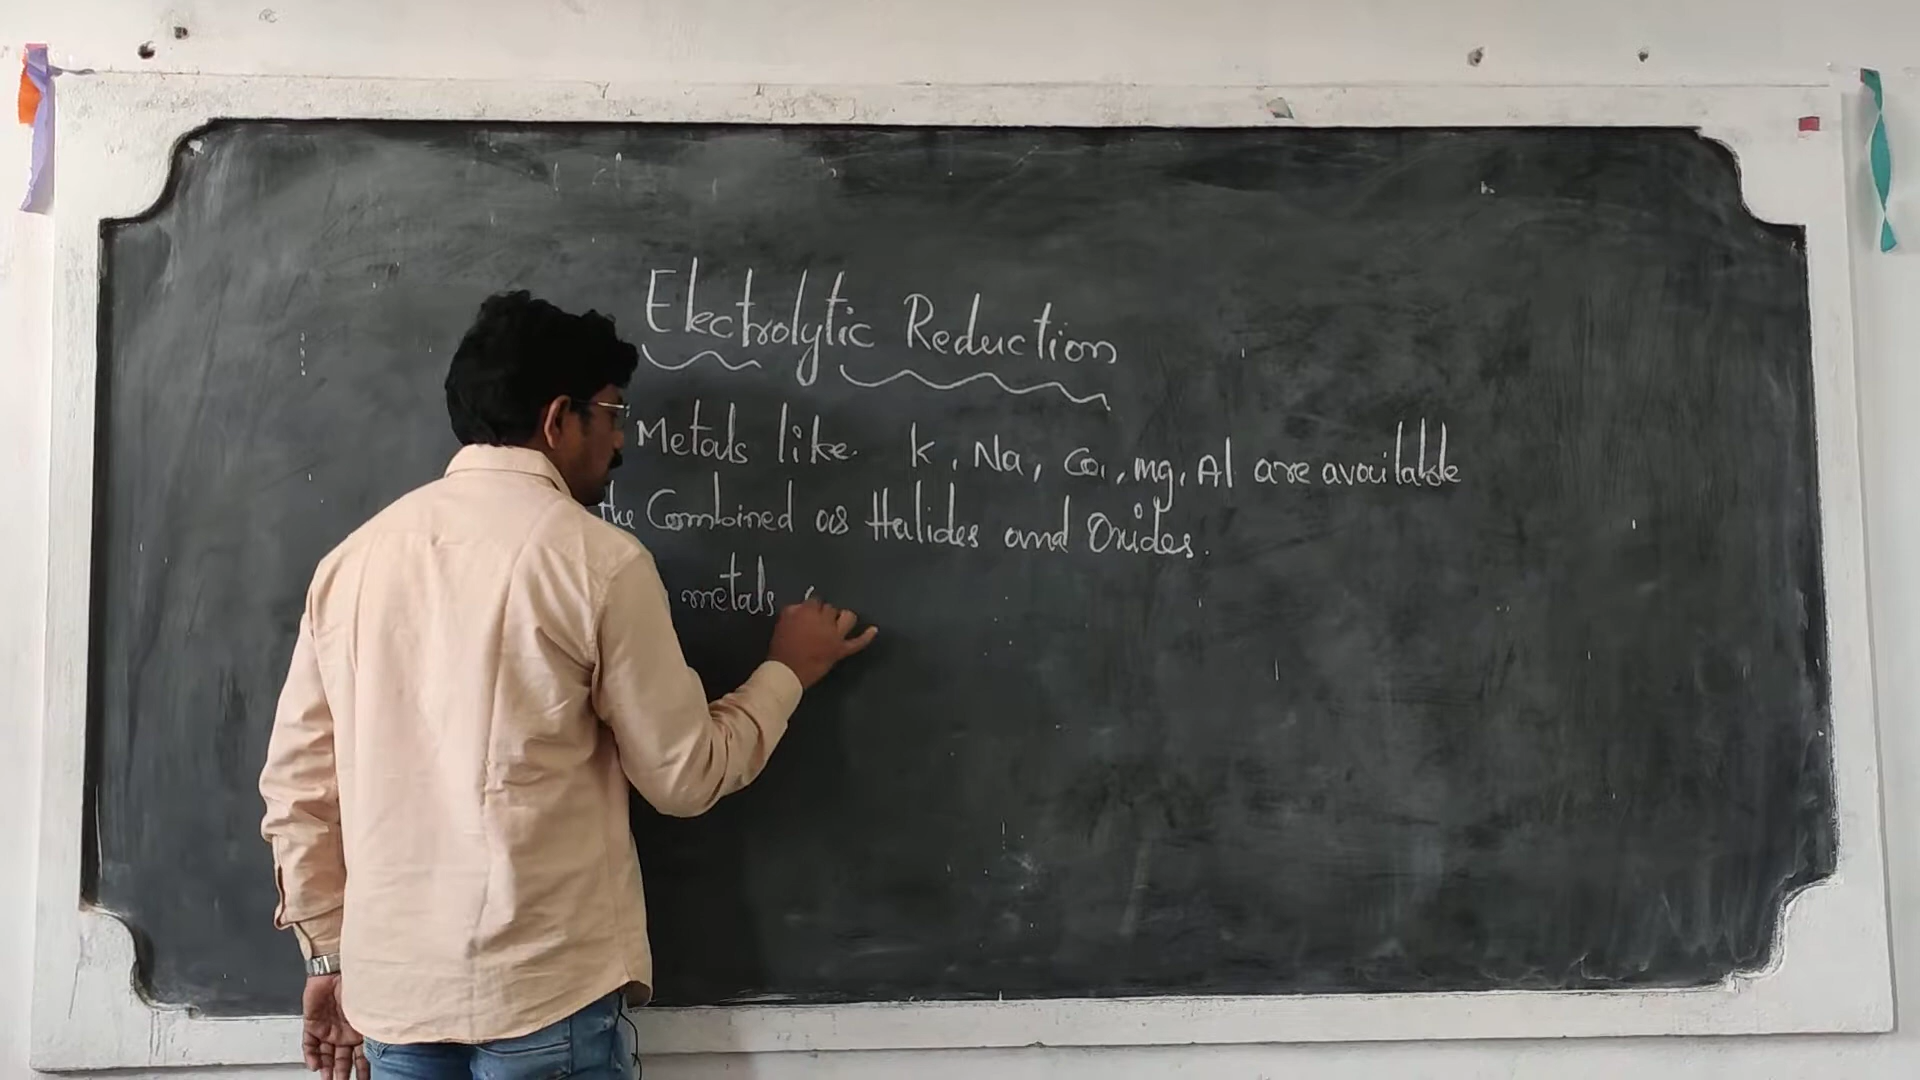 Electrolytic Reduction
Metals like K, Na, Ca, mg, Al are available
the Combined as Halides and Oxides.
metals